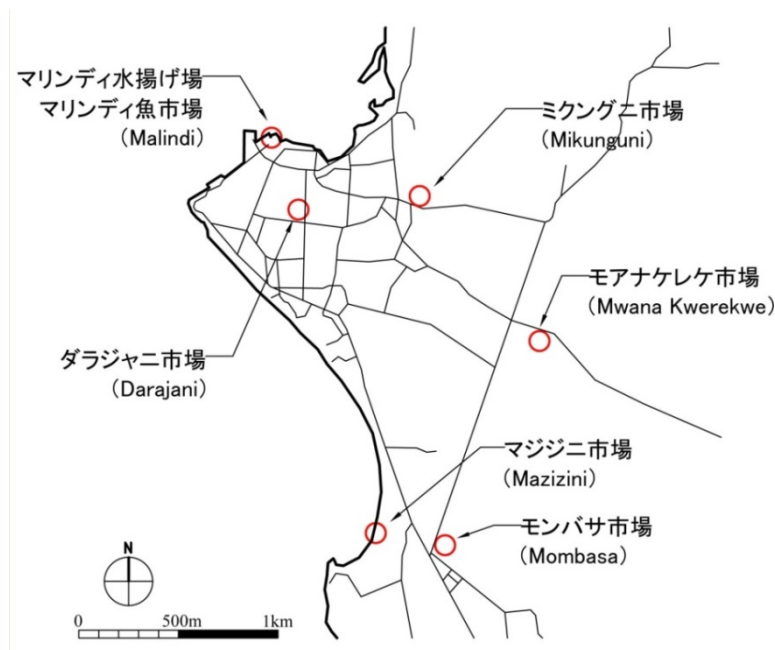 マリンディ水揚げ場
マリンディ魚市場
(Malindi)
ミクングニ市場
(Mikunguni)
モアナケレケ市場
(Mwana Kwerekwe)
ダラジャニ市場
(Darajani)
マジジニ市場
(Mazizini)
モンバサ市場
(Mombasa)
N
0 500m 1km